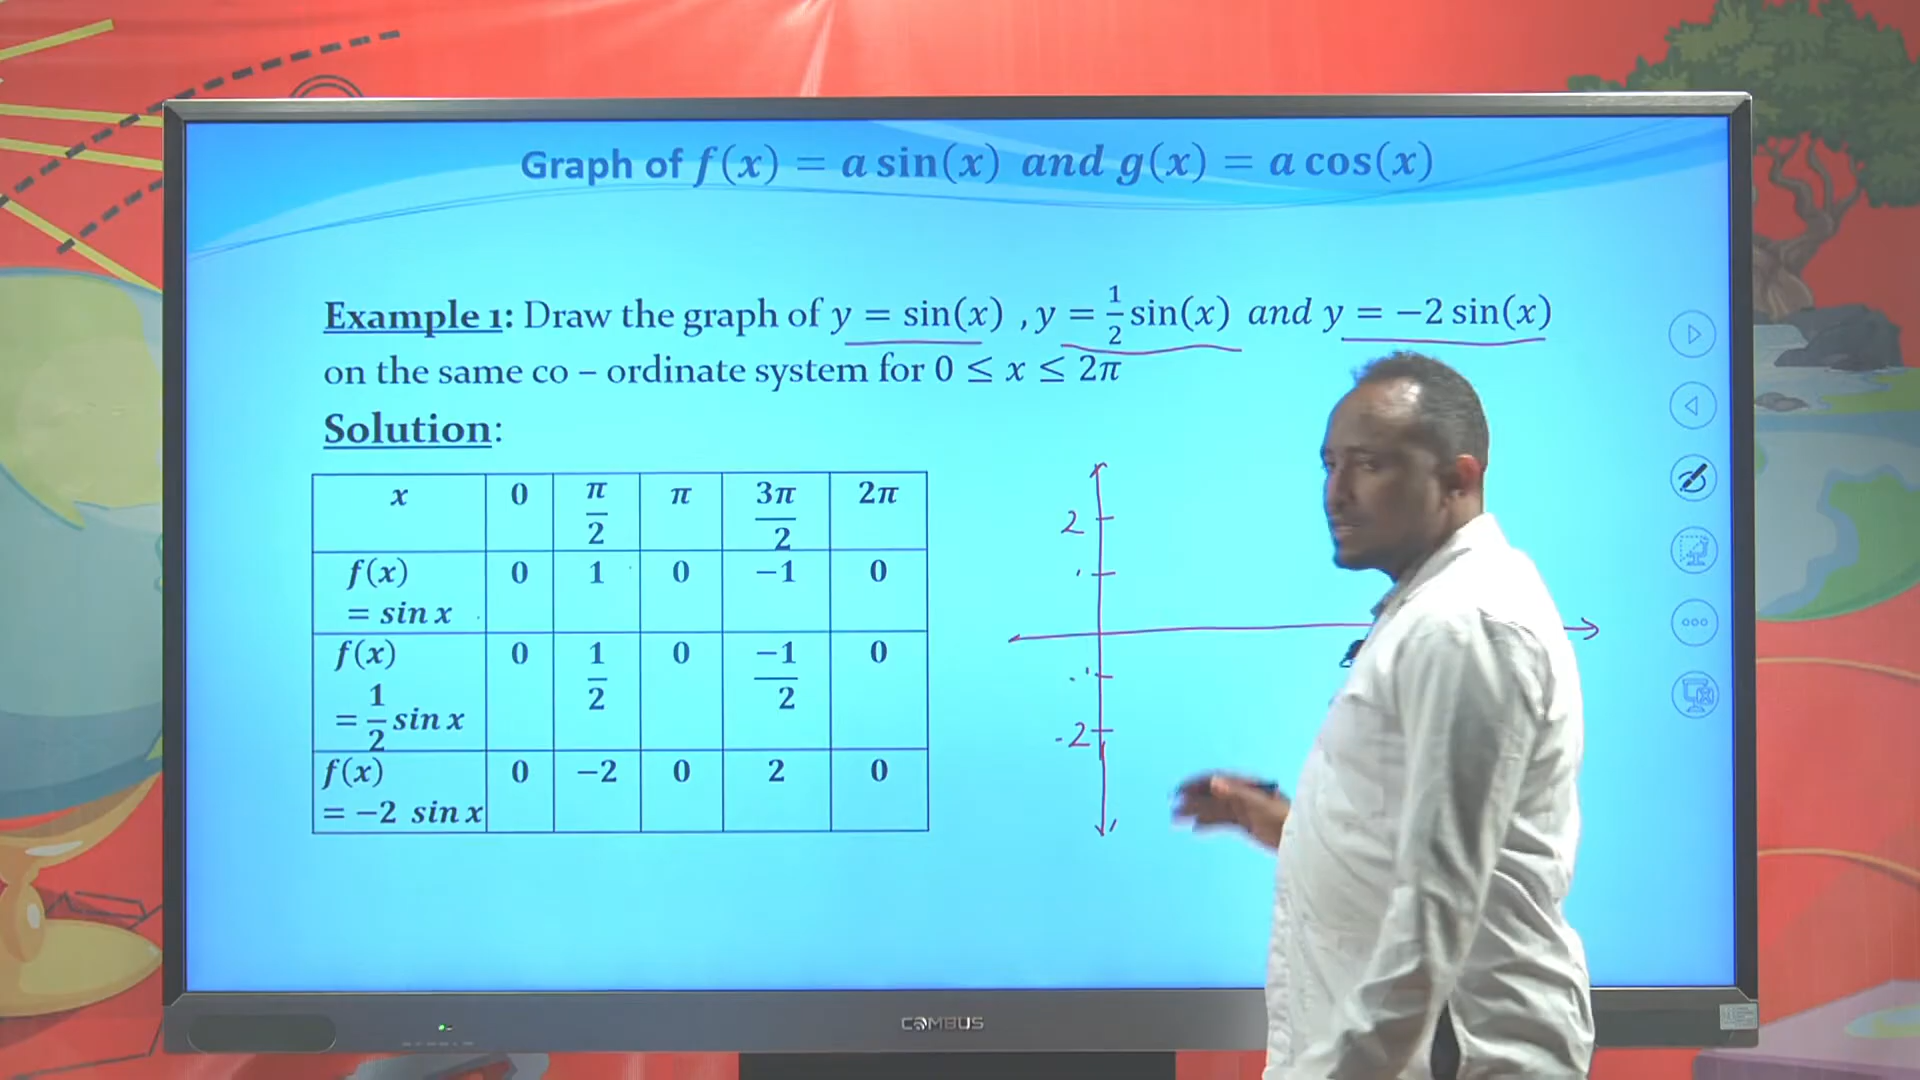 Graph of f(x) = a sin(x) and g(x) = a cos(x)
Example 1: Draw the graph of y = sin(x) , y = 1/2 sin(x) and y = −2 sin(x)
on the same co – ordinate system for 0 ≤ x ≤ 2π
Solution:
x 0 π/2 π 3π/2 2π
f(x) 0 1 0 −1 0
= sin x
f(x) 0 1/2 0 −1/2 0
= 1/2 sin x
f(x) 0 −2 0 2 0
= −2 sin x
2
-2
CAMBUS